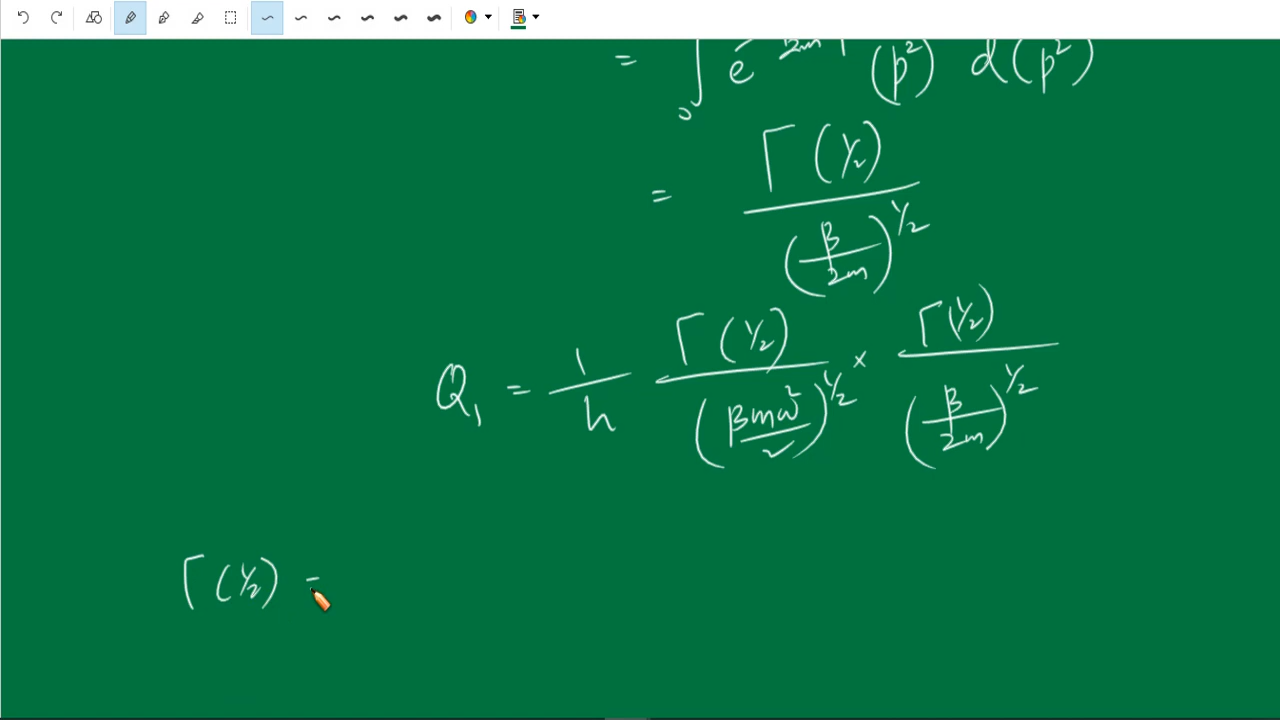 = ∫₀ e^- 2m (p²) d(p²)
= Γ(1/2) / (β/2m)^1/2
Q₁ = 1/h Γ(1/2) / (βmω²/2)^1/2 × Γ(1/2) / (β/2m)^1/2
Γ(1/2) =